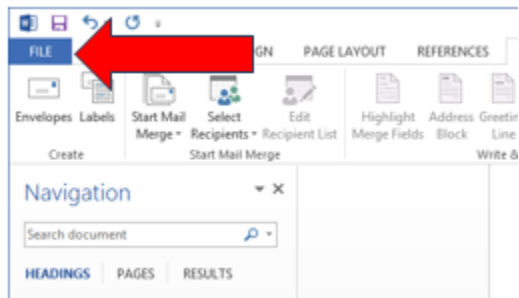 FILE GN PAGE LAYOUT REFERENCES
Envelopes Labels Start Mail Merge Select Recipients Edit Recipient List Highlight Merge Fields Address Block Greetin Line
Create Start Mail Merge Write &
Navigation
Search document
HEADINGS PAGES RESULTS